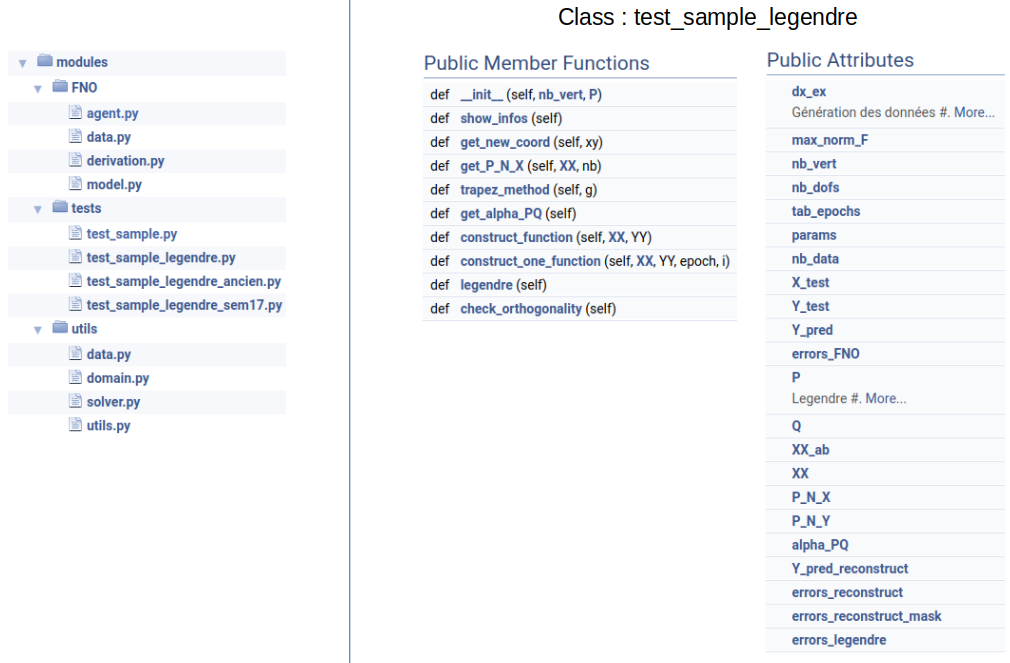 modules
FNO
agent.py
data.py
derivation.py
model.py
tests
test_sample.py
test_sample_legendre.py
test_sample_legendre_ancien.py
test_sample_legendre_sem17.py
utils
data.py
domain.py
solver.py
utils.py
Class : test_sample_legendre
Public Member Functions
def __init__ (self, nb_vert, P)
def show_infos (self)
def get_new_coord (self, xy)
def get_P_N_X (self, XX, nb)
def trapez_method (self, g)
def get_alpha_PQ (self)
def construct_function (self, XX, YY)
def construct_one_function (self, XX, YY, epoch, i)
def legendre (self)
def check_orthogonality (self)
Public Attributes
dx_ex
Génération des données #. More...
max_norm_F
nb_vert
nb_dofs
tab_epochs
params
nb_data
X_test
Y_test
Y_pred
errors_FNO
P
Legendre #. More...
Q
XX_ab
XX
P_N_X
P_N_Y
alpha_PQ
Y_pred_reconstruct
errors_reconstruct
errors_reconstruct_mask
errors_legendre